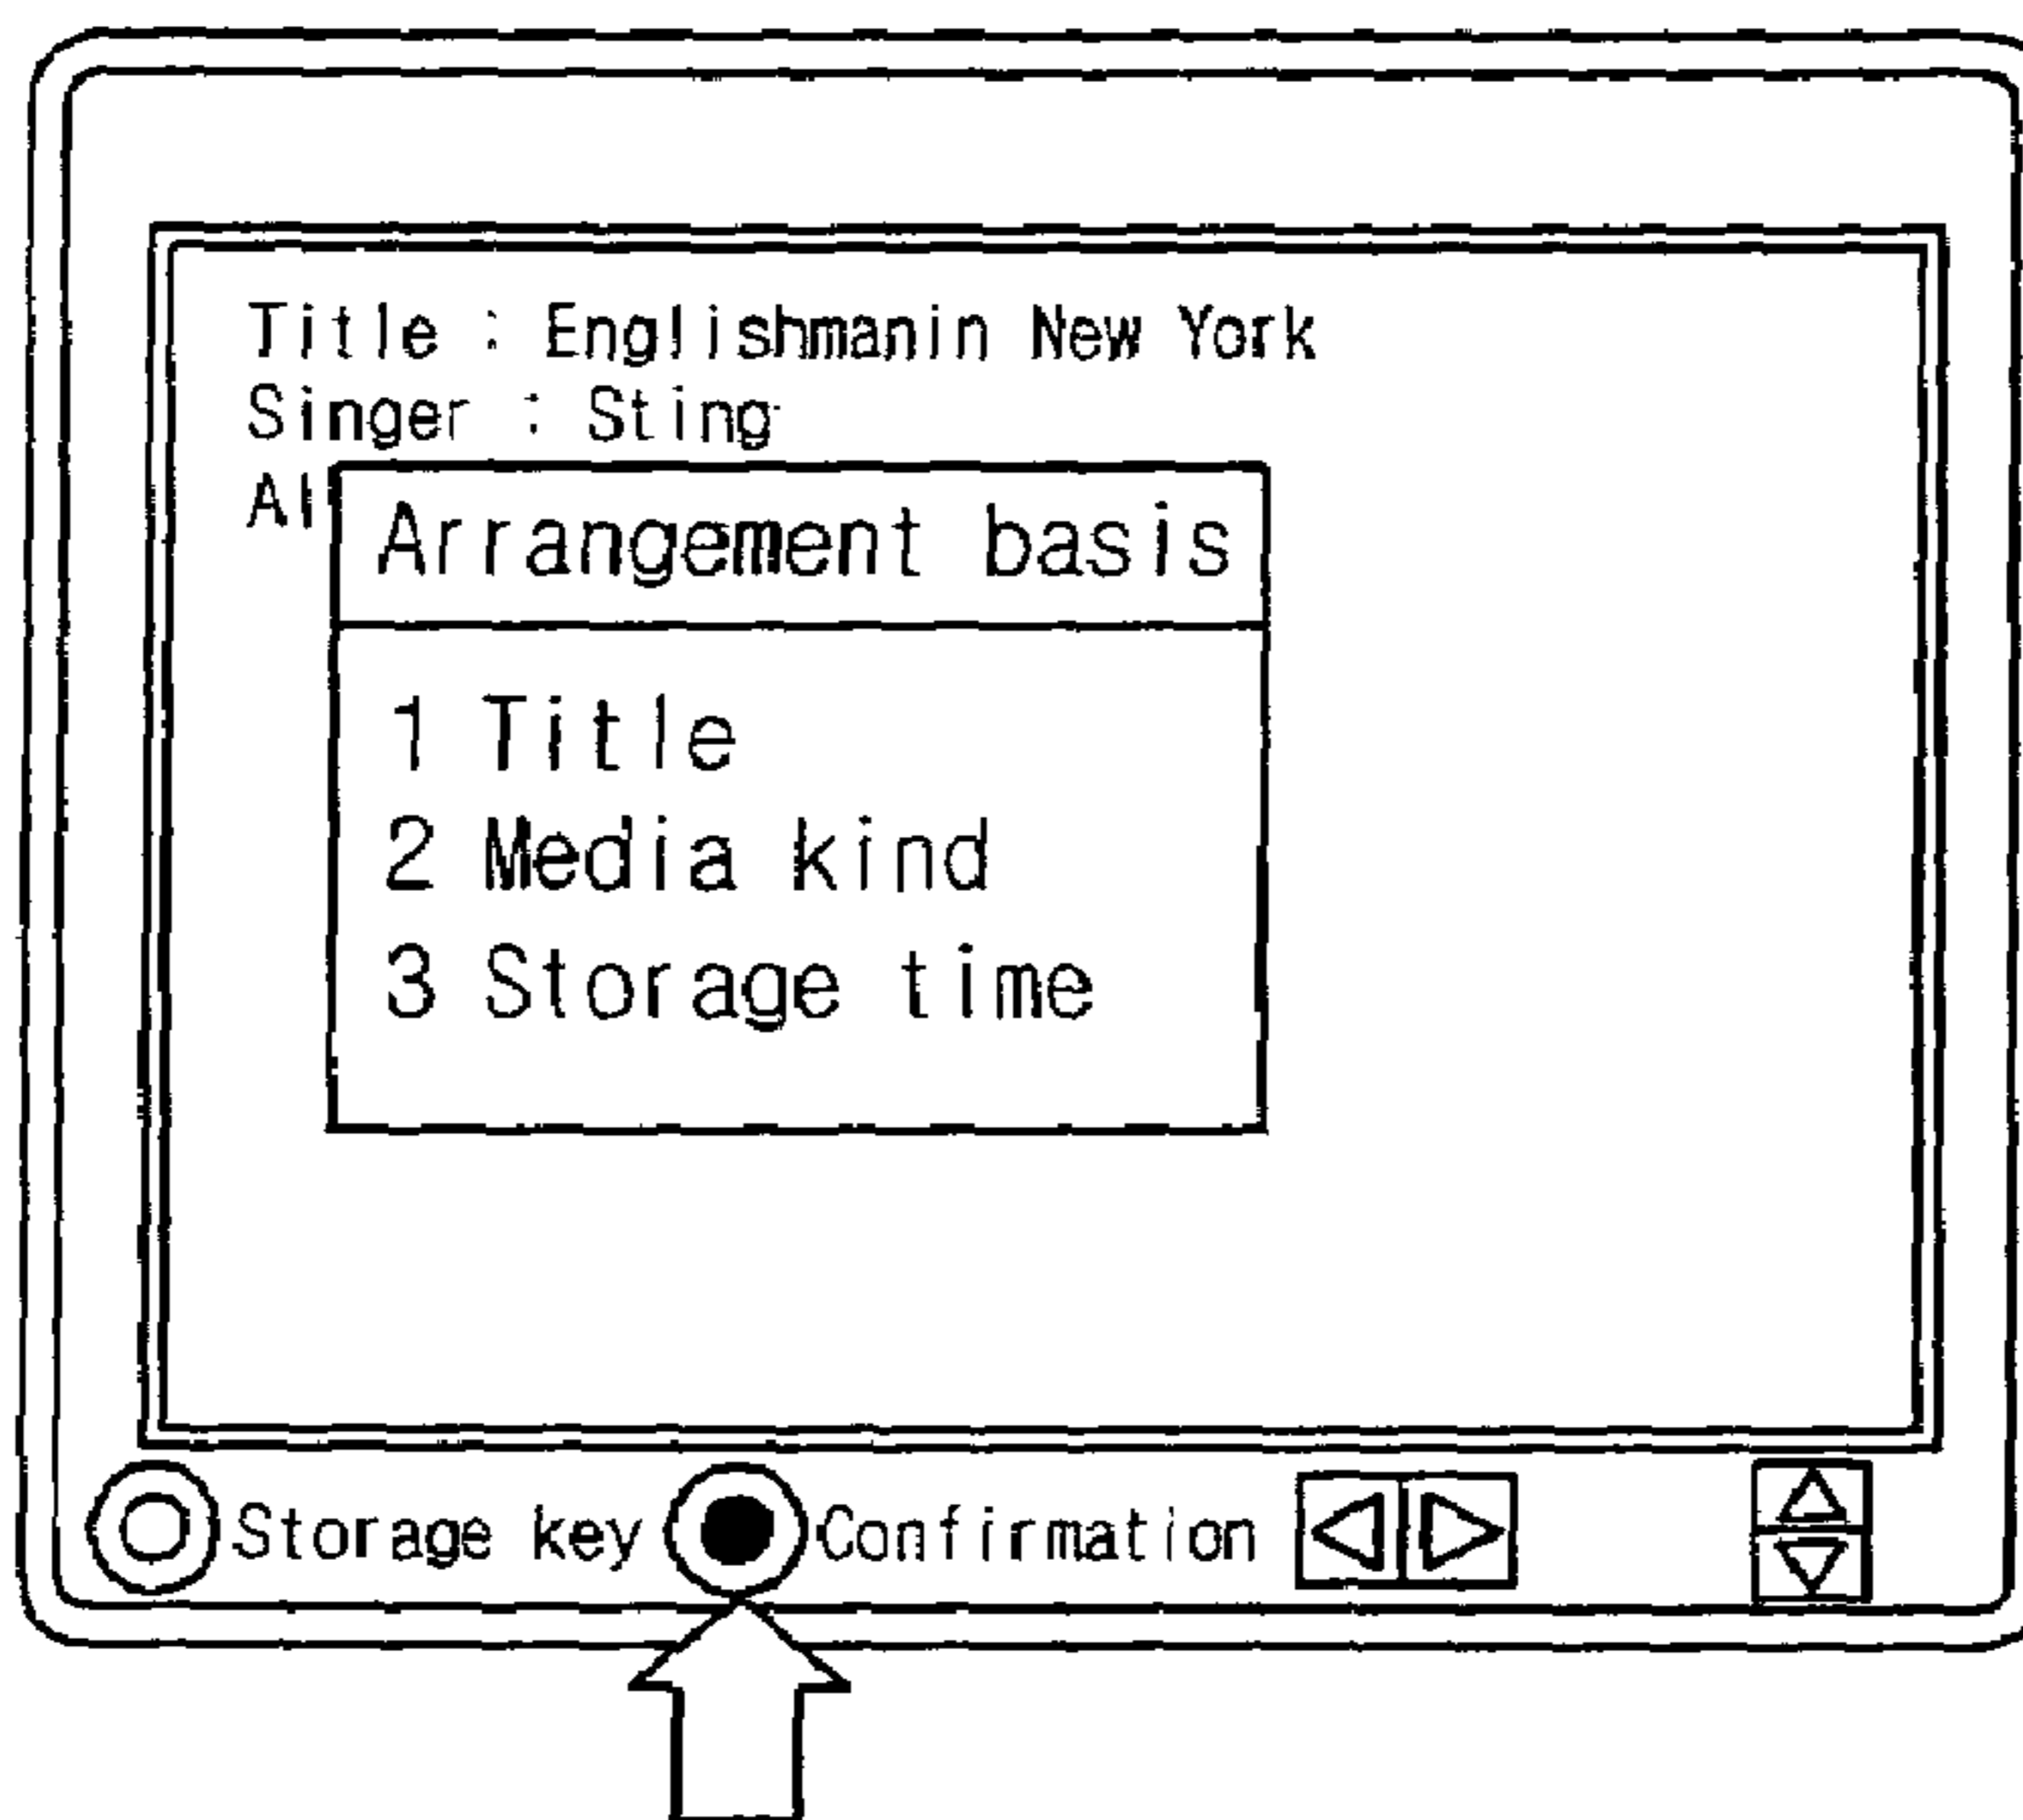 Title : Englishmanin New York
Singer : Sting
Al
Arrangement basis
1 Title
2 Media kind
3 Storage time
Storage key Confirmation